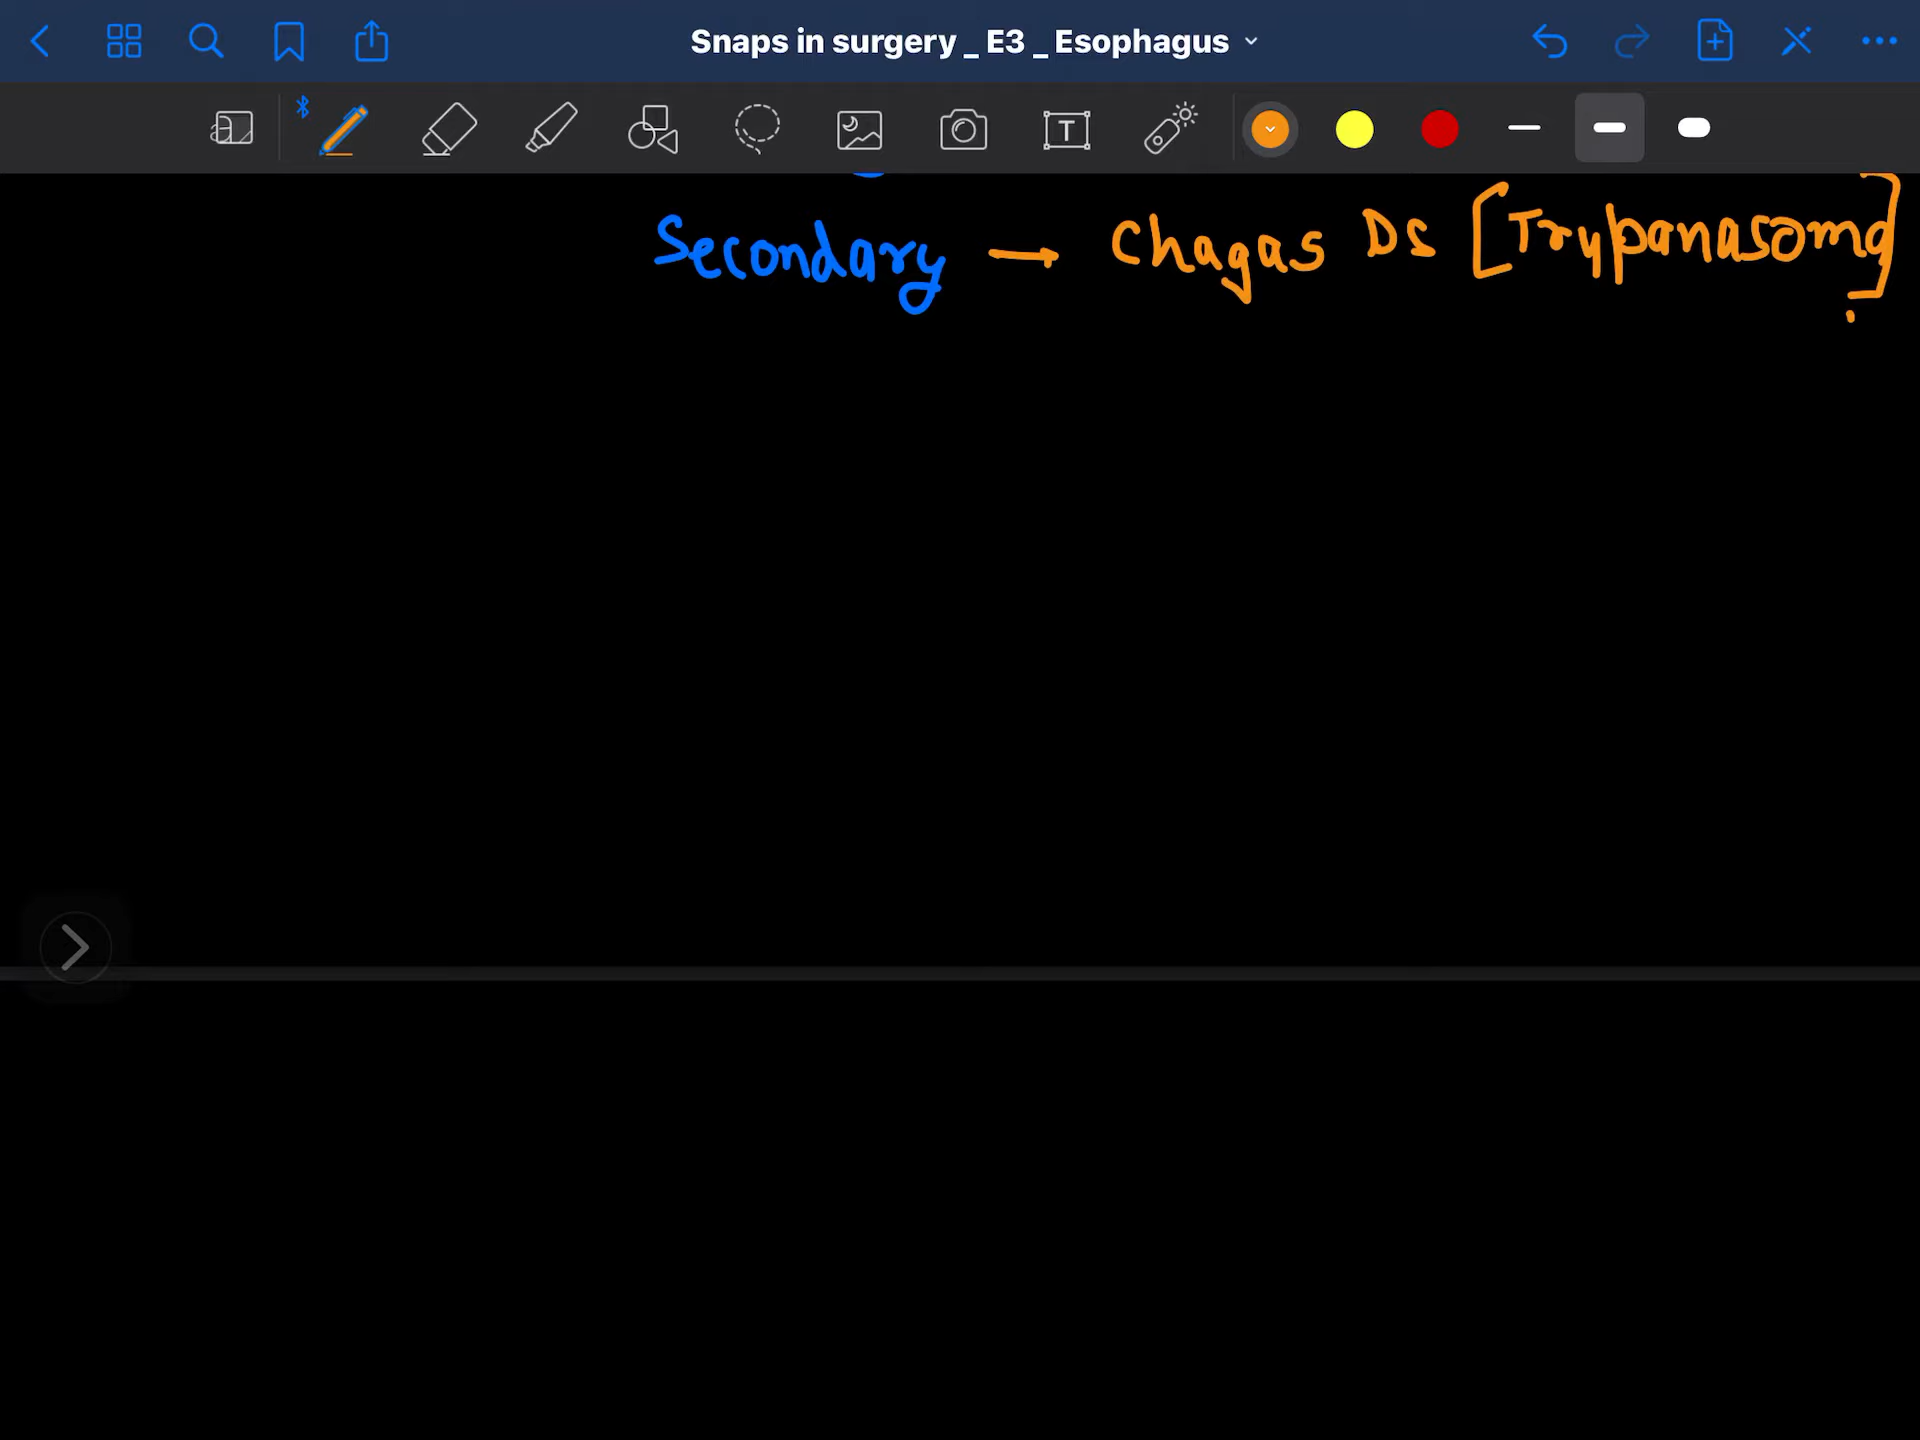 Snaps in surgery _ E3 _ Esophagus
T
Secondary → Chagas Ds [Trypanasoma]